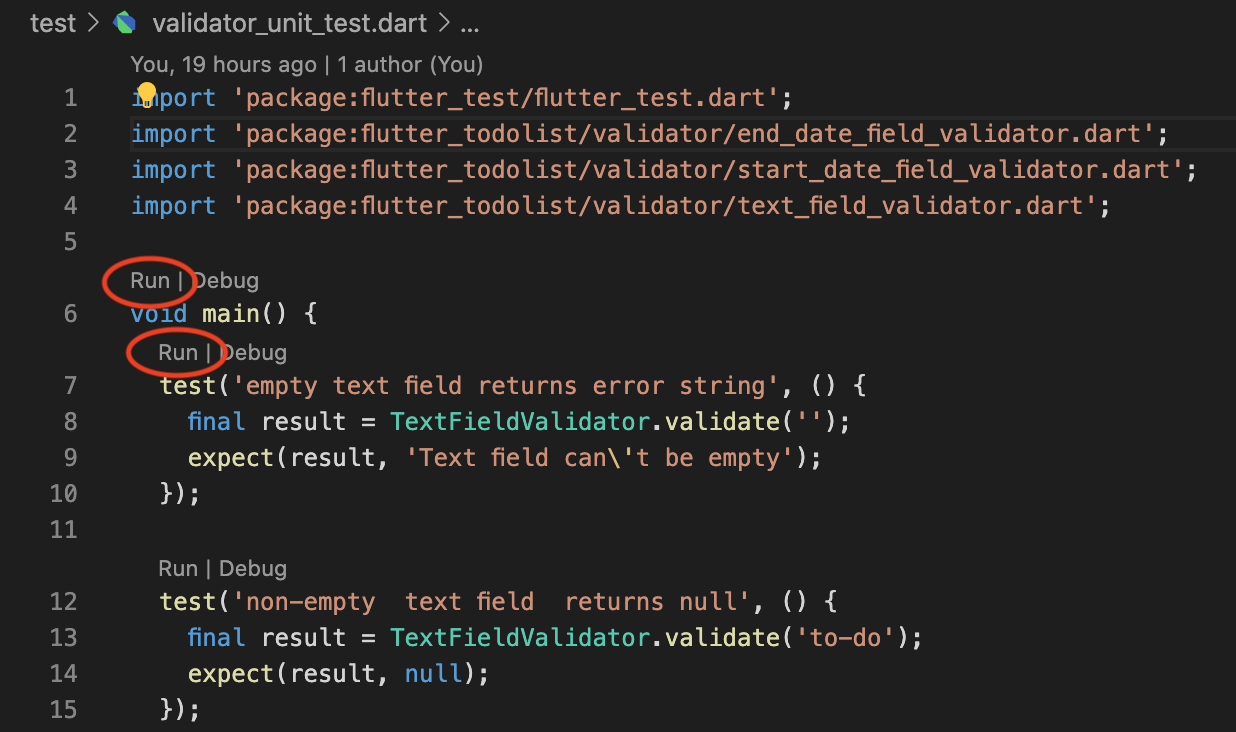 test > validator_unit_test.dart > ...
You, 19 hours ago | 1 author (You)
1 import 'package:flutter_test/flutter_test.dart';
2 import 'package:flutter_todolist/validator/end_date_field_validator.dart';
3 import 'package:flutter_todolist/validator/start_date_field_validator.dart';
4 import 'package:flutter_todolist/validator/text_field_validator.dart';
5
Run | Debug
6 void main() {
Run | Debug
7 test('empty text field returns error string', () {
8 final result = TextFieldValidator.validate('');
9 expect(result, 'Text field can\'t be empty');
10 });
11
Run | Debug
12 test('non-empty  text field  returns null', () {
13 final result = TextFieldValidator.validate('to-do');
14 expect(result, null);
15 });